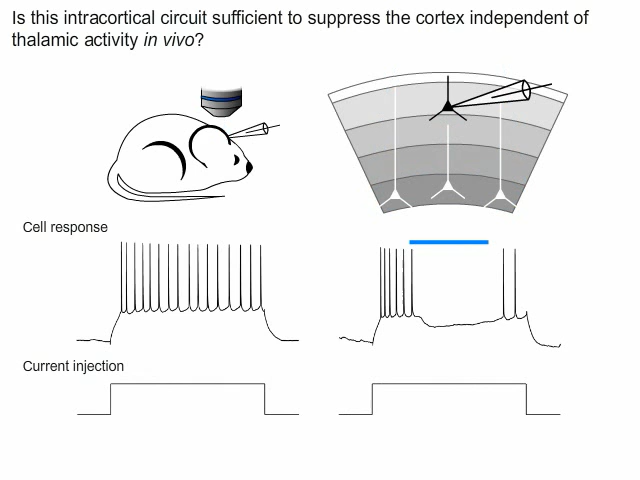 Is this intracortical circuit sufficient to suppress the cortex independent of
thalamic activity in vivo?
Cell response
Current injection